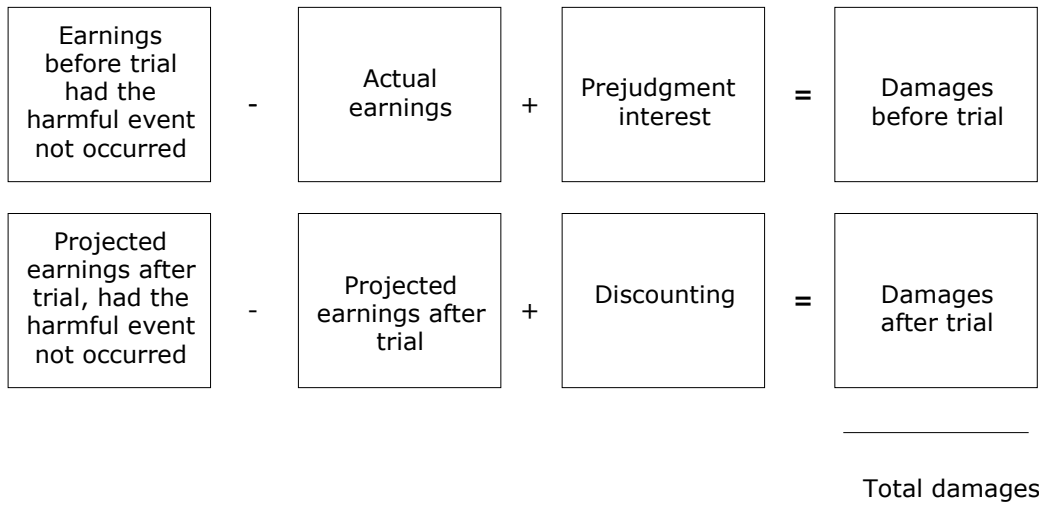 Earnings
before trial
had the
harmful event
not occurred
-
Actual
earnings
+
Prejudgment
interest
=
Damages
before trial
Projected
earnings after
trial, had the
harmful event
not occurred
-
Projected
earnings after
trial
+
Discounting
=
Damages
after trial
Total damages